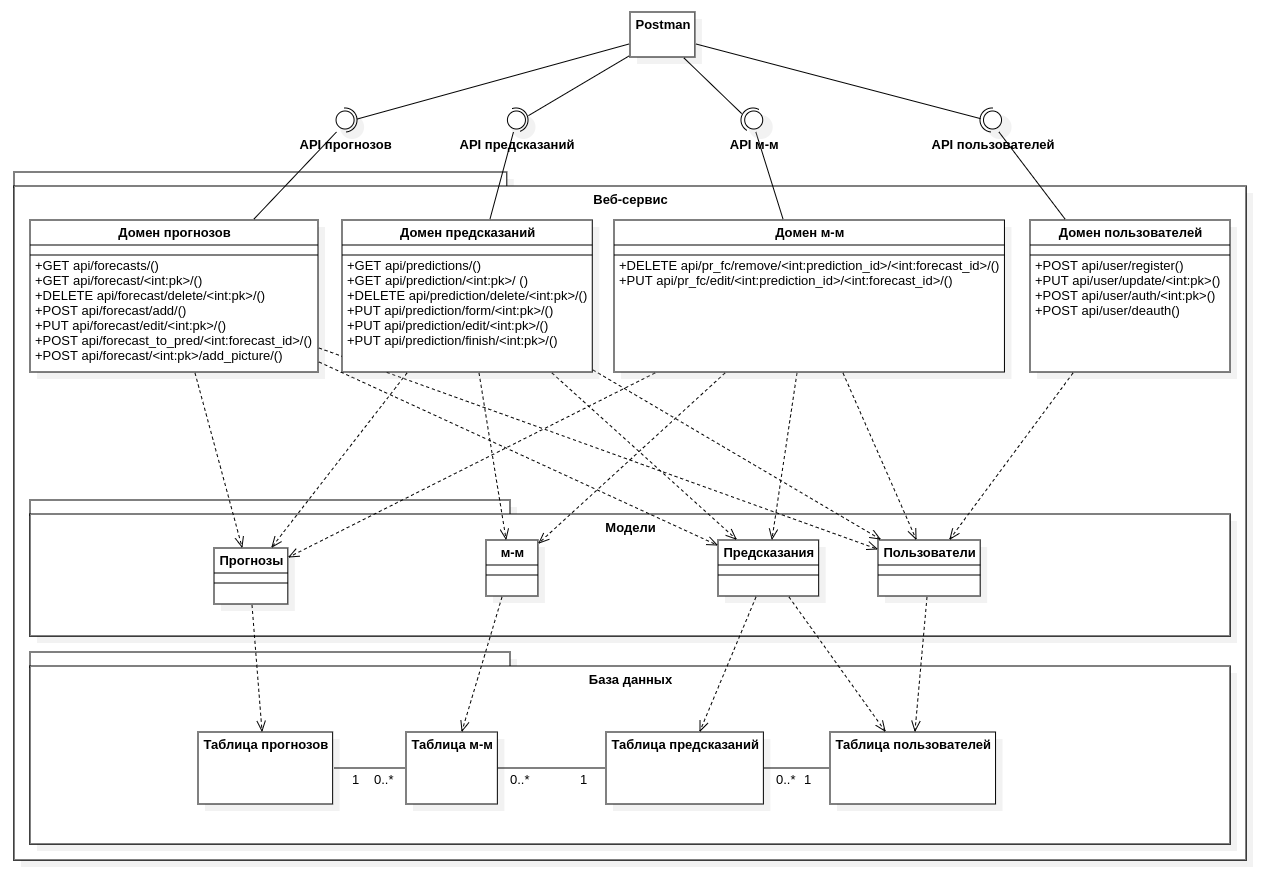 Postman
API прогнозов
API предсказаний
API м-м
API пользователей
Веб-сервис
Домен прогнозов
+GET api/forecasts/()
+GET api/forecast/<int:pk>/()
+DELETE api/forecast/delete/<int:pk>/()
+POST api/forecast/add/()
+PUT api/forecast/edit/<int:pk>/()
+POST api/forecast_to_pred/<int:forecast_id>/()
+POST api/forecast/<int:pk>/add_picture/()
Домен предсказаний
+GET api/predictions/()
+GET api/prediction/<int:pk>/ ()
+DELETE api/prediction/delete/<int:pk>/()
+PUT api/prediction/form/<int:pk>/()
+PUT api/prediction/edit/<int:pk>/()
+PUT api/prediction/finish/<int:pk>/()
Домен м-м
+DELETE api/pr_fc/remove/<int:prediction_id>/<int:forecast_id>/()
+PUT api/pr_fc/edit/<int:prediction_id>/<int:forecast_id>/()
Домен пользователей
+POST api/user/register()
+PUT api/user/update/<int:pk>()
+POST api/user/auth/<int:pk>()
+POST api/user/deauth()
Модели
Прогнозы
м-м
Предсказания
Пользователи
База данных
Таблица прогнозов
Таблица м-м
Таблица предсказаний
Таблица пользователей
1
0..*
0..*
1
0..*
1